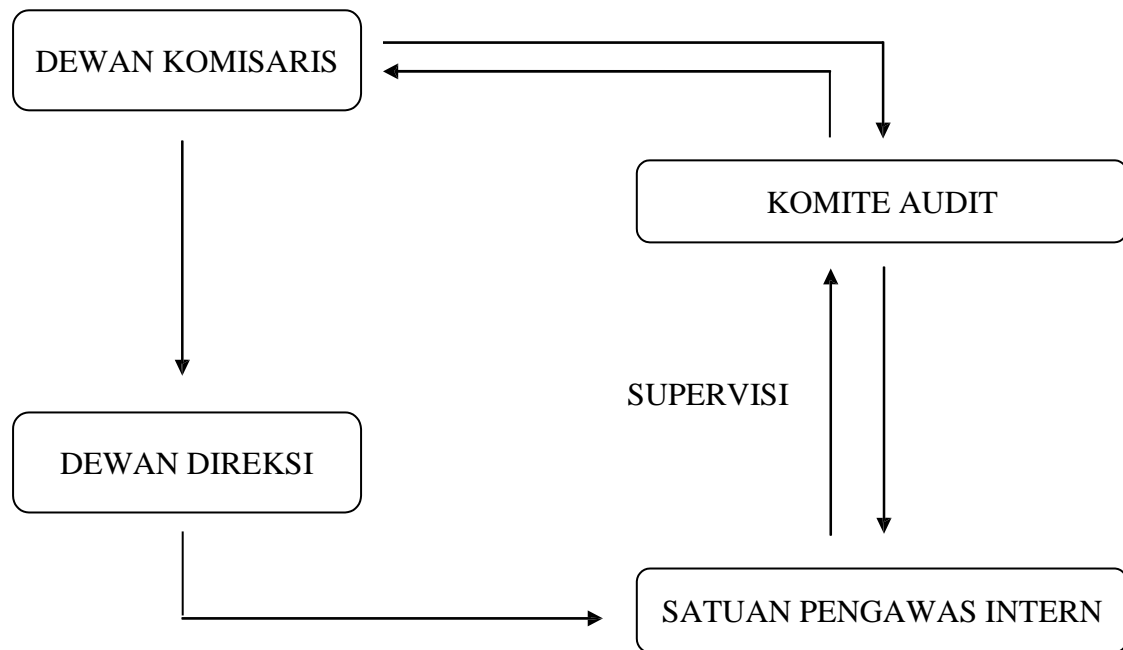 DEWAN KOMISARIS
KOMITE AUDIT
SUPERVISI
DEWAN DIREKSI
SATUAN PENGAWAS INTERN